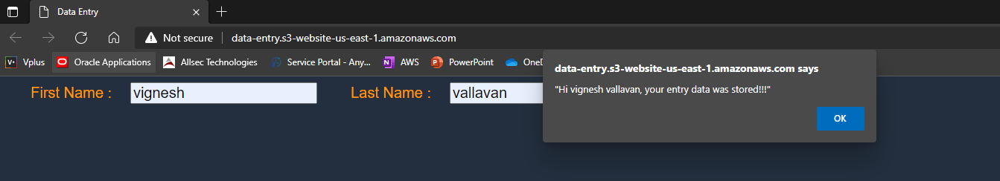 Data Entry
Not secure data-entry.s3-website-us-east-1.amazonaws.com
Vplus Oracle Applications Allsec Technologies Service Portal - Any... AWS PowerPoint OneD
data-entry.s3-website-us-east-1.amazonaws.com says
"Hi vignesh vallavan, your entry data was stored!!!"
OK
First Name : vignesh Last Name : vallavan